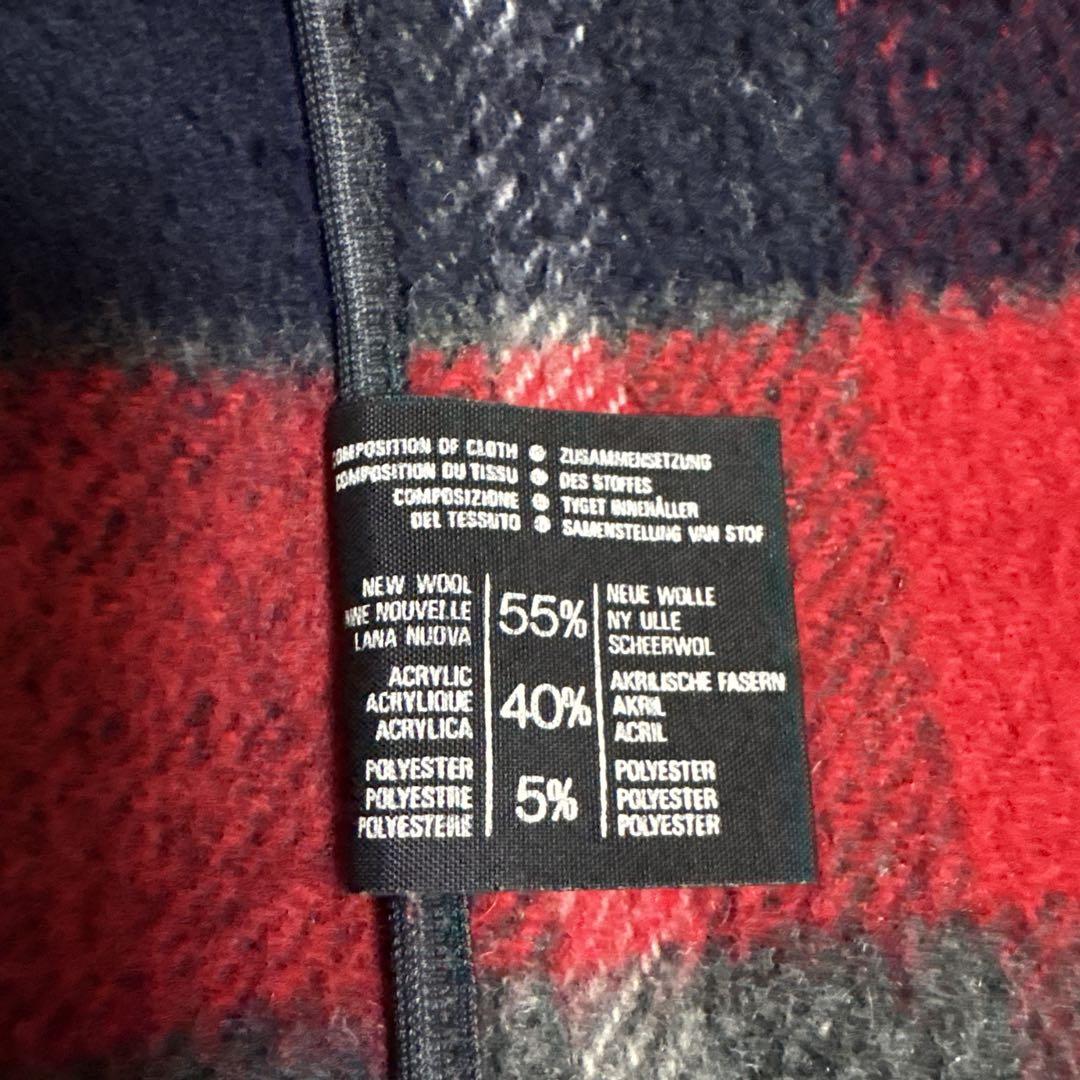 COMPOSITION OF CLOTH ● ZUSAMMENSETZUNG
COMPOSITION DU TISSU ● DES STOFFES
COMPOSIZIONE ● TYGET INNEHÅLLER
DEL TESSUTO ● SAMENSTELLING VAN STOF
NEW WOOL
NOUVELLE
LANA NUOVA
55%
NEUE WOLLE
NY ULLE
SCHEERWOL
ACRYLIC
ACRYLIQUE
ACRYLICA
40%
AKRILISCHE FASERN
AKRIL
ACRIL
POLYESTER
POLYESTRE
POLYESTERE
5%
POLYESTER
POLYESTER
POLYESTER